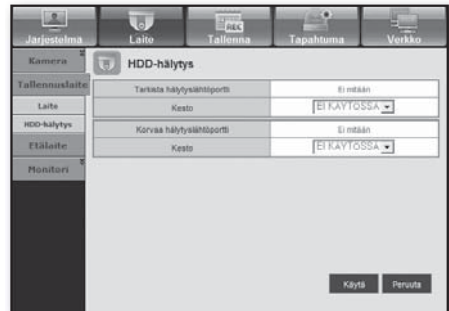 Järjestelmä Laite Tallenna Tapahtuma Verkko
Kamera
HDD-hälytys
Tallennuslaite
Laite
HDD-hälytys
Etälaite
Monitori
Tarkasta hälytyslähtöportti Ei mitään
Kesto EI KÄYTÖSSÄ
Korvaa hälytyslähtöportti Ei mitään
Kesto EI KÄYTÖSSÄ
Käytä Peruuta